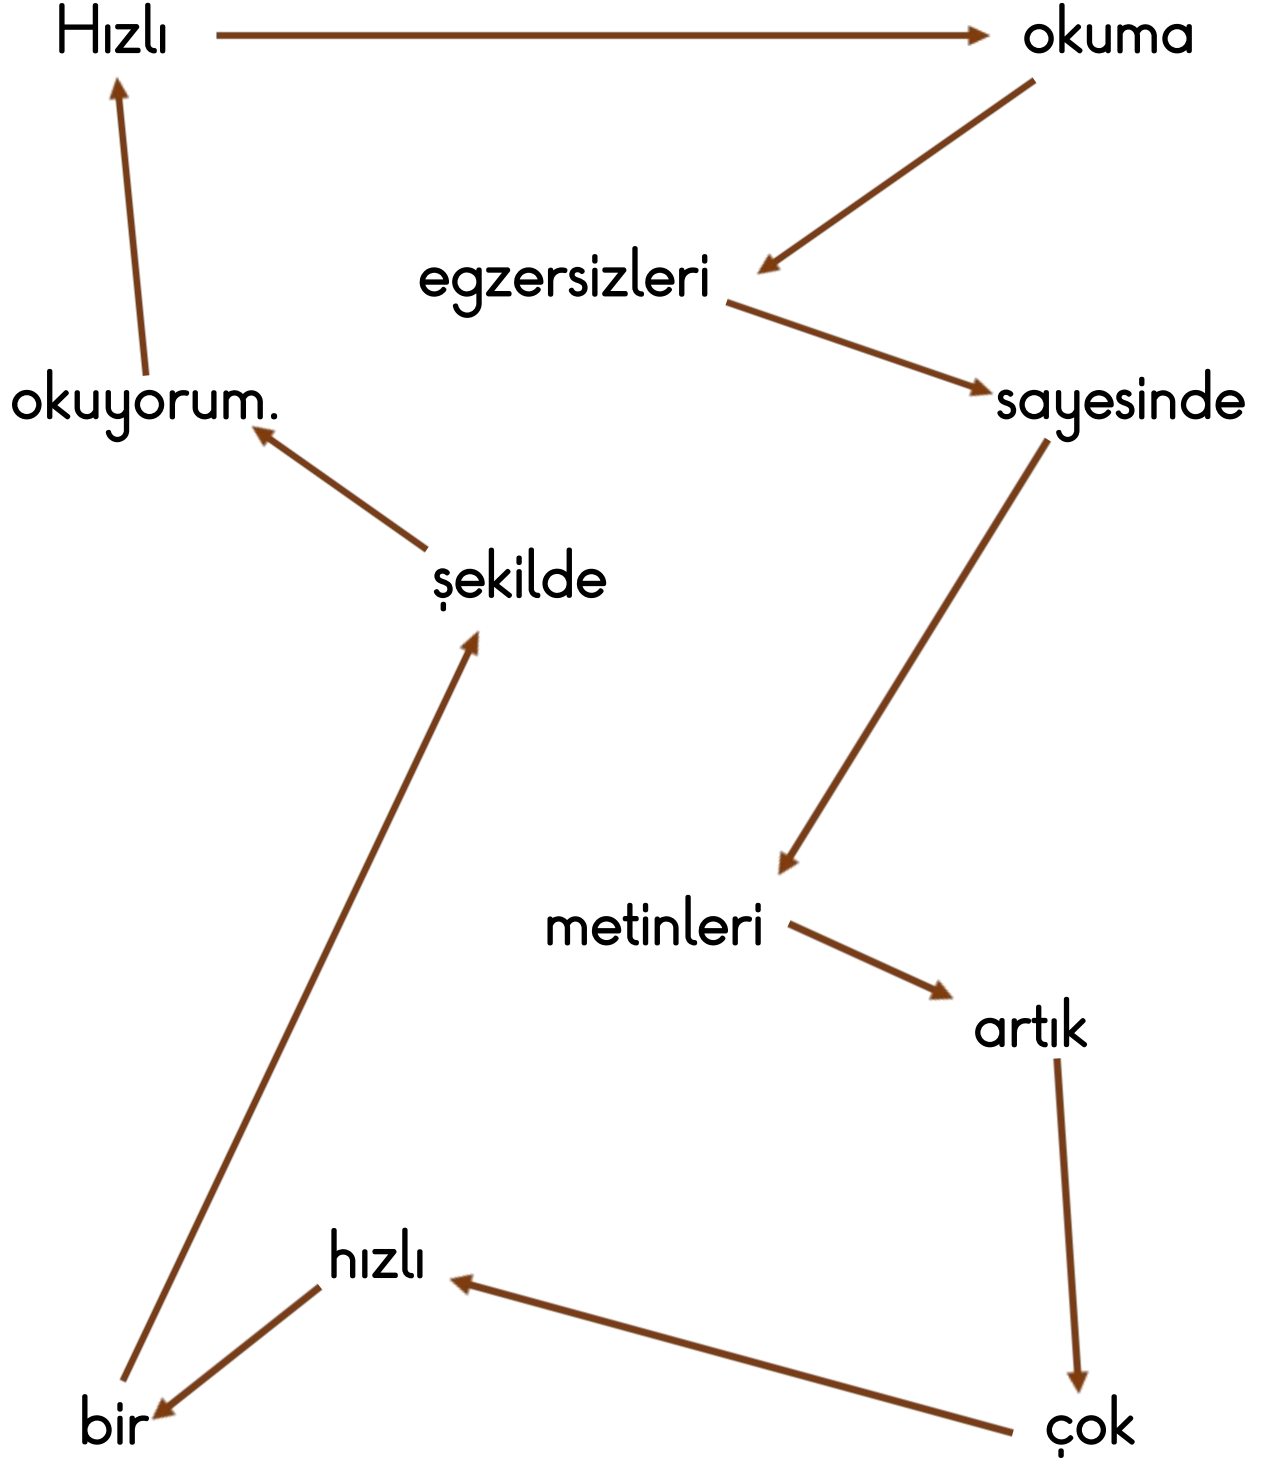 Hızlı
okuma
egzersizleri
sayesinde
metinleri
artık
çok
hızlı
bir
şekilde
okuyorum.